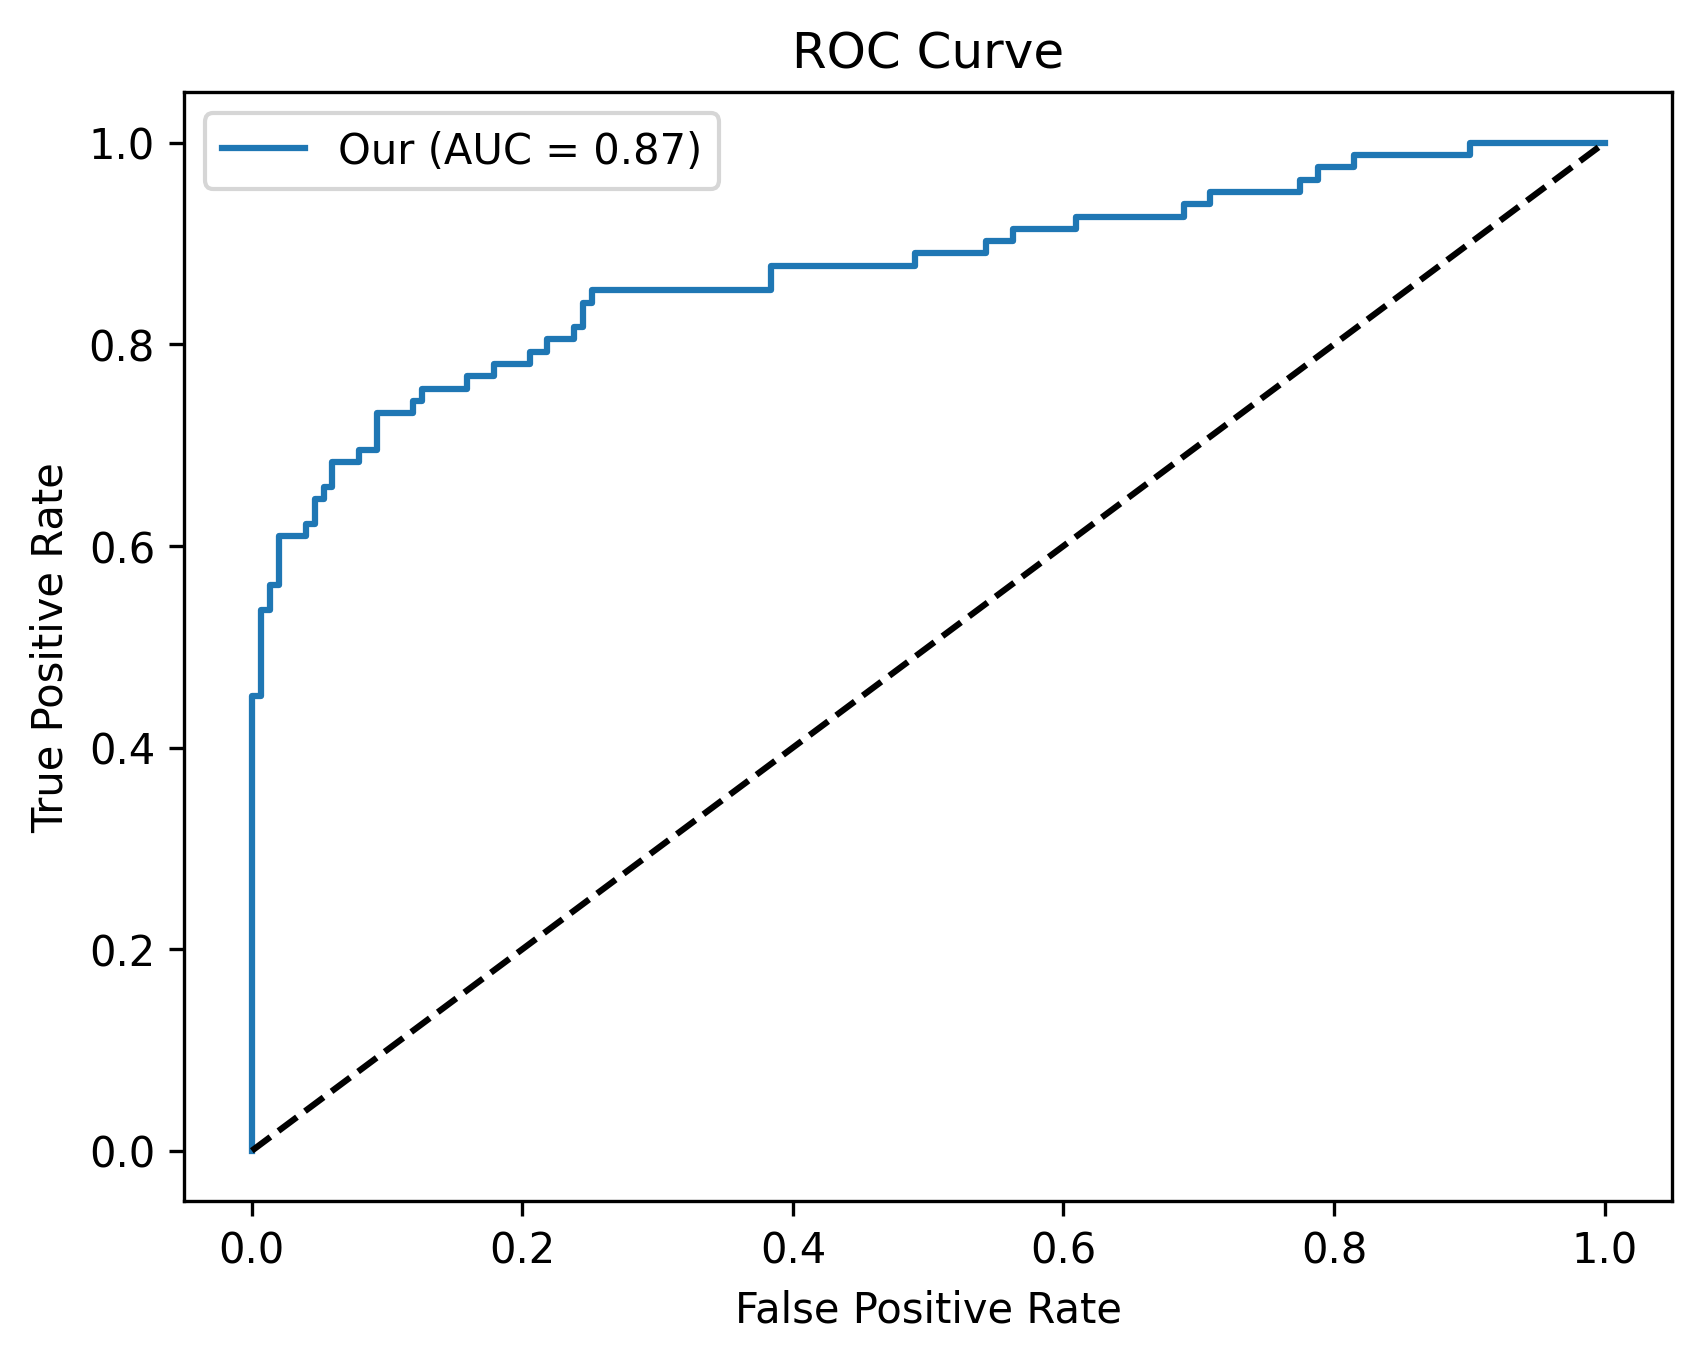 ROC Curve
Our (AUC = 0.87)
1.0
0.8
0.6
0.4
0.2
0.0
True Positive Rate
0.0 0.2 0.4 0.6 0.8 1.0
False Positive Rate